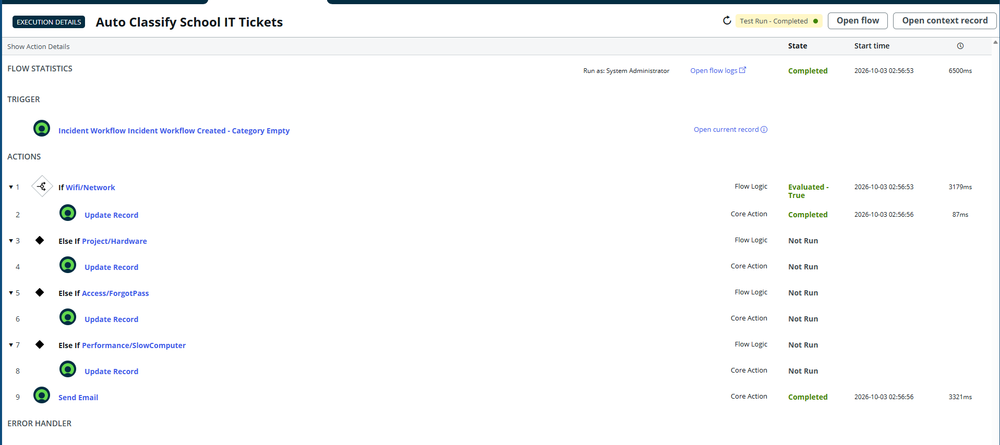 EXECUTION DETAILS Auto Classify School IT Tickets Test Run - Completed Open flow Open context record
Show Action Details State Start time
FLOW STATISTICS Run as: System Administrator Open flow logs Completed 2026-10-03 02:56:53 6500ms
TRIGGER
Incident Workflow Incident Workflow Created - Category Empty Open current record
ACTIONS
1 If Wifi/Network Flow Logic Evaluated - True 2026-10-03 02:56:53 3179ms
2 Update Record Core Action Completed 2026-10-03 02:56:56 87ms
3 Else If Project/Hardware Flow Logic Not Run
4 Update Record Core Action Not Run
5 Else If Access/ForgotPass Flow Logic Not Run
6 Update Record Core Action Not Run
7 Else If Performance/SlowComputer Flow Logic Not Run
8 Update Record Core Action Not Run
9 Send Email Core Action Completed 2026-10-03 02:56:56 3321ms
ERROR HANDLER